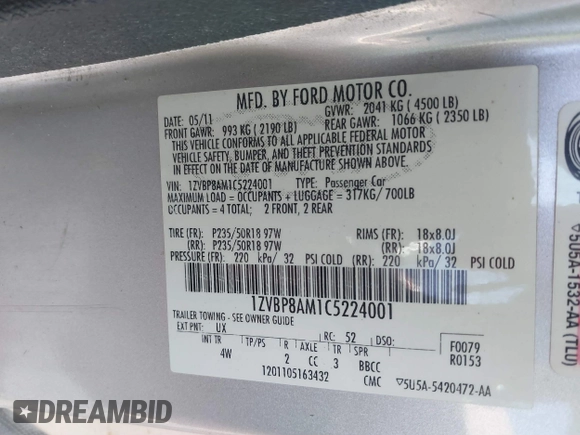 MFD. BY FORD MOTOR CO.
DATE: 05/11
GVWR: 2041 KG ( 4500 LB)
FRONT GAWR: 993 KG ( 2190 LB)
REAR GAWR: 1066 KG ( 2350 LB)
THIS VEHICLE CONFORMS TO ALL APPLICABLE FEDERAL MOTOR
VEHICLE SAFETY, BUMPER, AND THEFT PREVENTION STANDARDS
IN EFFECT ON THE DATE OF MANUFACTURE SHOWN ABOVE.
VIN: 1ZVBP8AM1C5224001 TYPE: Passenger Car
MAXIMUM LOAD = OCCUPANTS + LUGGAGE = 317KG/ 700LB
OCCUPANTS = 4 TOTAL; 2 FRONT, 2 REAR
TIRE (FR): P235/50R18 97W RIMS (FR): 18x8.0J
(RR): P235/50R18 97W (RR): 18x8.0J
PRESSURE (FR): 220 kPa/ 32 PSI COLD (RR) 220 kPa/ 32 PSI COLD
1ZVBP8AM1C5224001
TRAILER TOWING - SEE OWNER GUIDE
EXT PNT: UX RC: 52 DSO:
F0079
R0153
INT TR TP/PS R AXLE TR SPR
4W 2 CC 3 BBCC
1201105163432 CMC
5U5A-5420472-AA
5U5A-1532-AA (TLU)
DREAMBID